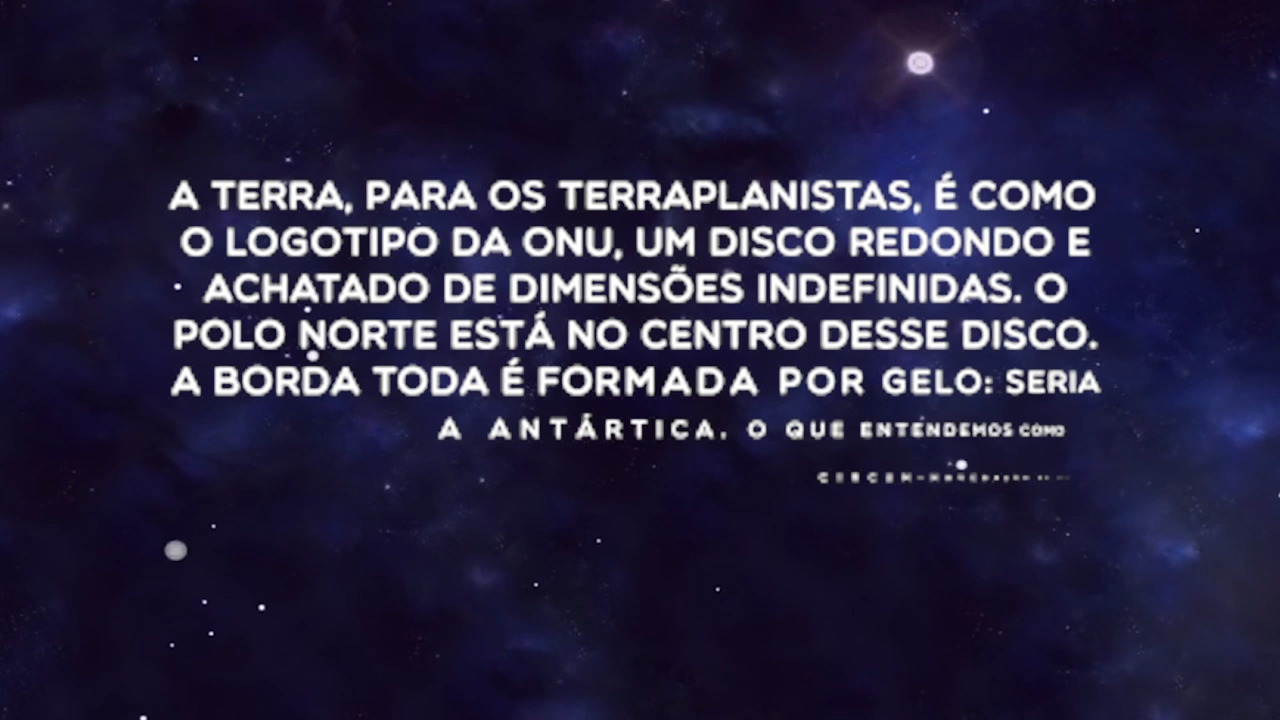 A TERRA, PARA OS TERRAPLANISTAS, É COMO
O LOGOTIPO DA ONU, UM DISCO REDONDO E
ACHATADO DE DIMENSÕES INDEFINIDAS. O
POLO NORTE ESTÁ NO CENTRO DESSE DISCO.
A BORDA TODA É FORMADA POR GELO: SERIA
A ANTÁRTICA. O QUE ENTENDEMOS COMO